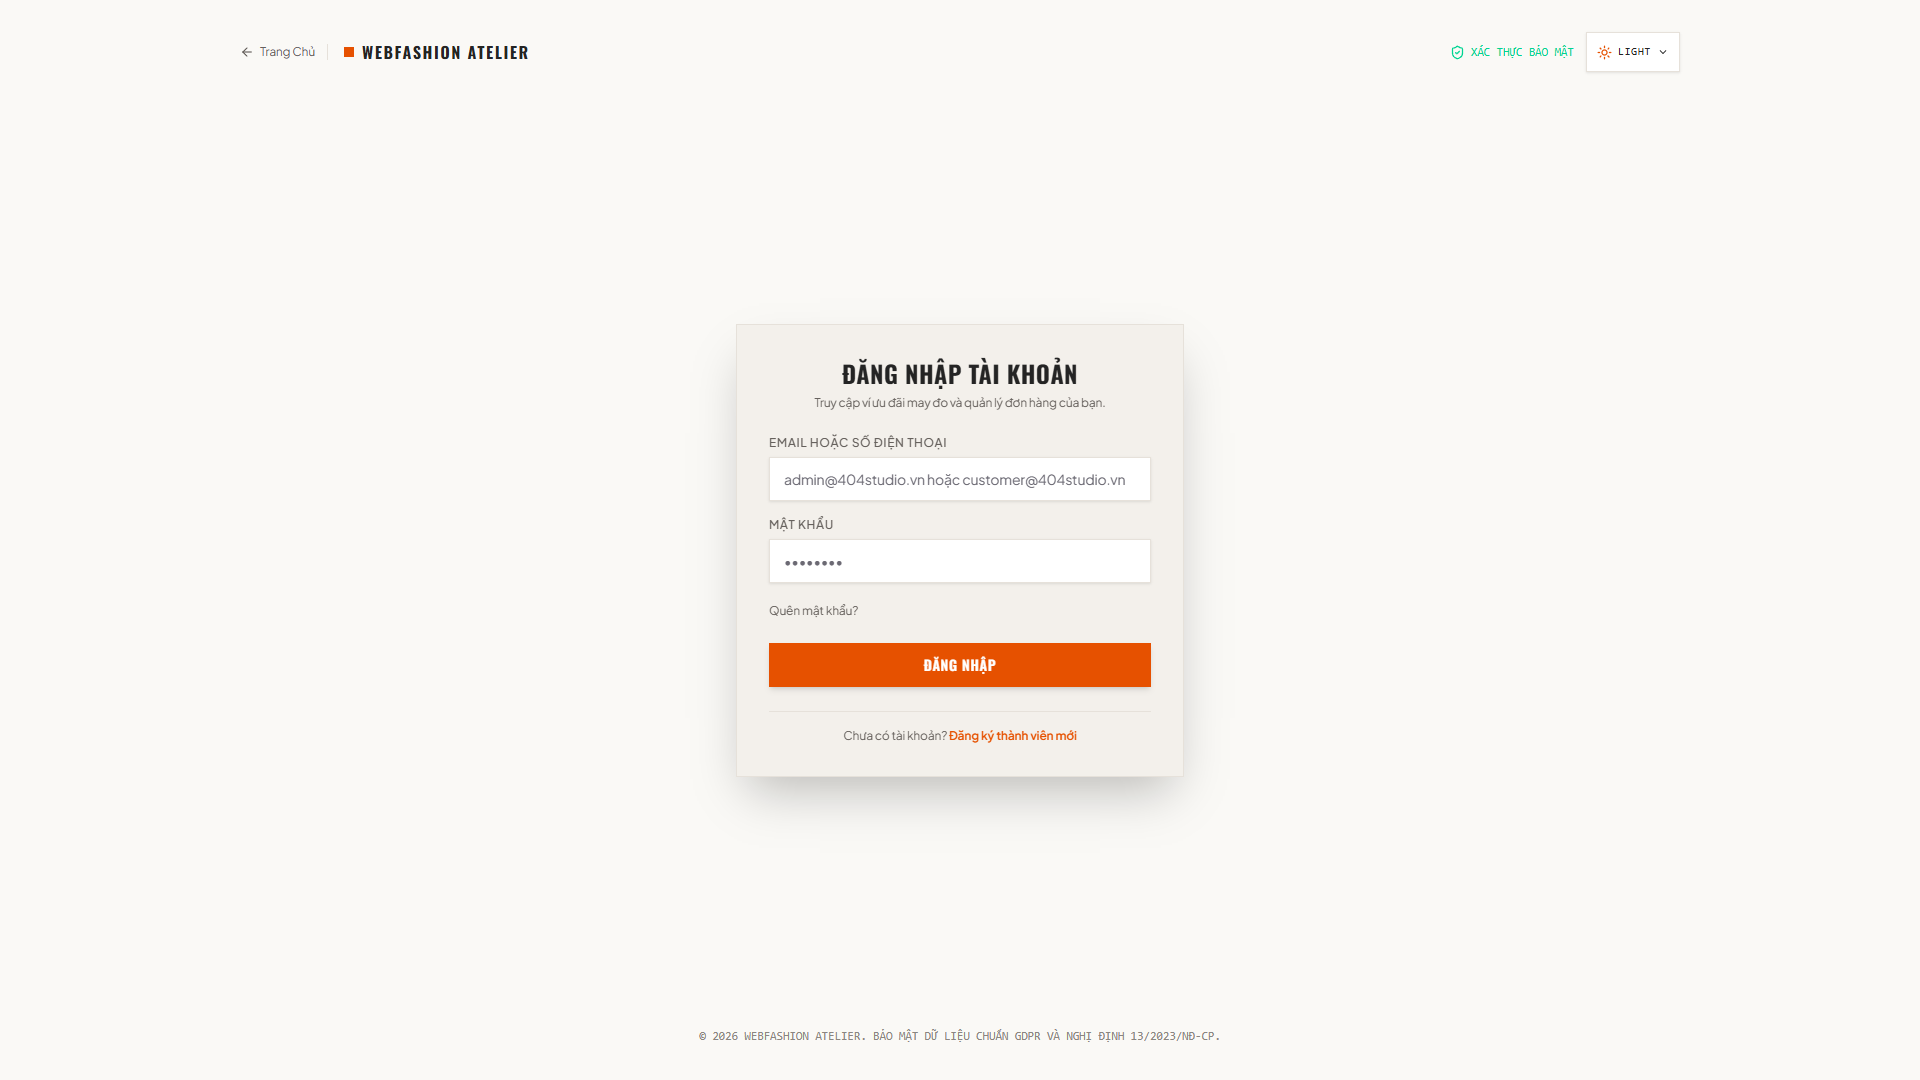 Trang Chủ
WEBFASHION ATELIER
XÁC THỰC BẢO MẬT
LIGHT
ĐĂNG NHẬP TÀI KHOẢN
Truy cập ví ưu đãi may đo và quản lý đơn hàng của bạn.
EMAIL HOẶC SỐ ĐIỆN THOẠI
admin@404studio.vn hoặc customer@404studio.vn
MẬT KHẨU
••••••••
Quên mật khẩu?
ĐĂNG NHẬP
Chưa có tài khoản? Đăng ký thành viên mới
© 2026 WEBFASHION ATELIER. BẢO MẬT DỮ LIỆU CHUẨN GDPR VÀ NGHỊ ĐỊNH 13/2023/NĐ-CP.